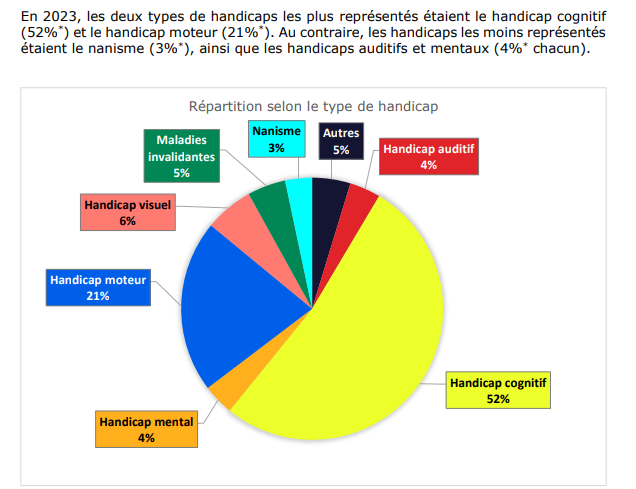 En 2023, les deux types de handicaps les plus représentés étaient le handicap cognitif
(52%*) et le handicap moteur (21%*). Au contraire, les handicaps les moins représentés
étaient le nanisme (3%*), ainsi que les handicaps auditifs et mentaux (4%* chacun).
Répartition selon le type de handicap
Nanisme
3%
Autres
5%
Maladies
invalidantes
5%
Handicap auditif
4%
Handicap visuel
6%
Handicap moteur
21%
Handicap cognitif
52%
Handicap mental
4%